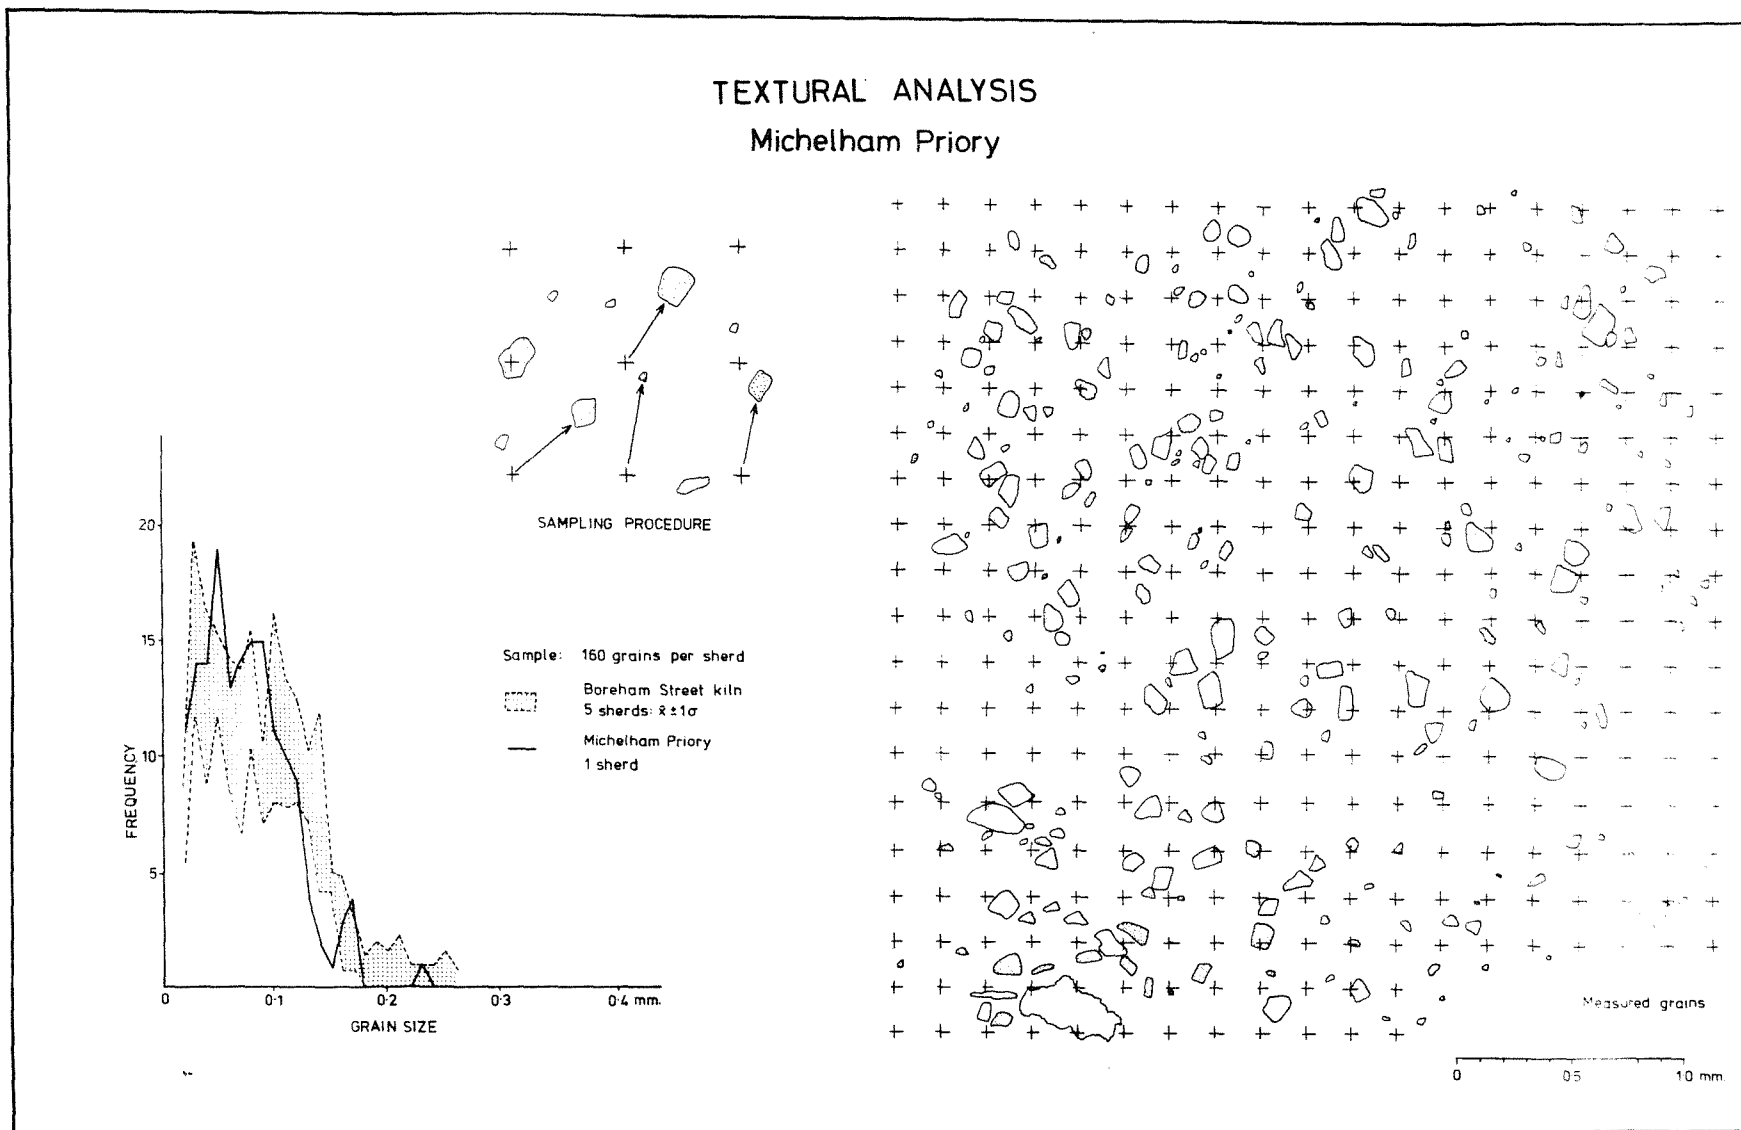 TEXTURAL ANALYSIS
Michelham Priory
SAMPLING PROCEDURE
Sample: 160 grains per sherd
Boreham Street kiln
5 sherds: x̄ ± 1σ
Michelham Priory
1 sherd
FREQUENCY
20
15
10
5
0 0·1 0·2 0·3 0·4 mm.
GRAIN SIZE
Measured grains
0 0·5 1·0 mm.